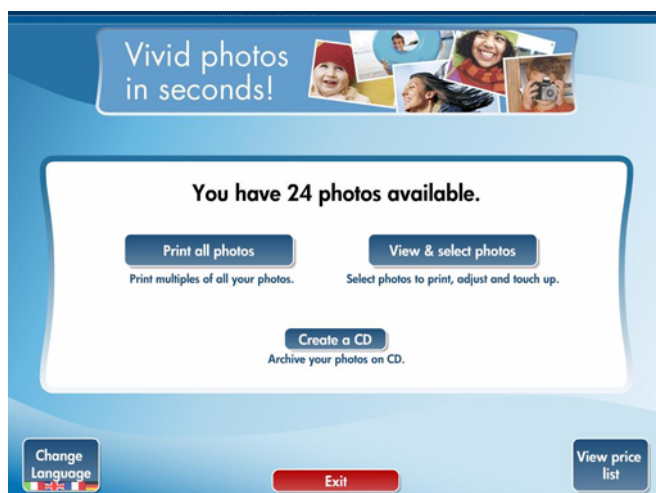 Vivid photos
in seconds!
You have 24 photos available.
Print all photos
View & select photos
Print multiples of all your photos.
Select photos to print, adjust and touch up.
Create a CD
Archive your photos on CD.
Change
Language
Exit
View price
list